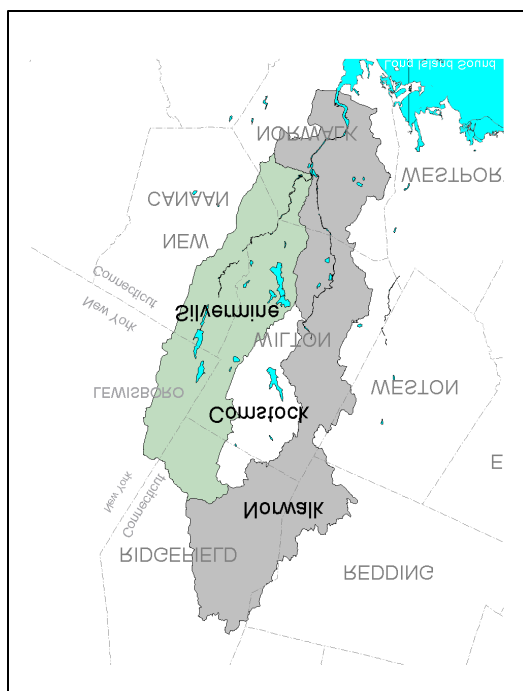 Long Island Sound
NORWALK
WESTPOR
CANAAN
NEW
Connecticut
New York
Silvermine
WILTON
LEWISBORO
WESTON
Comstock
E
New York
Connecticut
Norwalk
RIDGEFIELD
REDDING